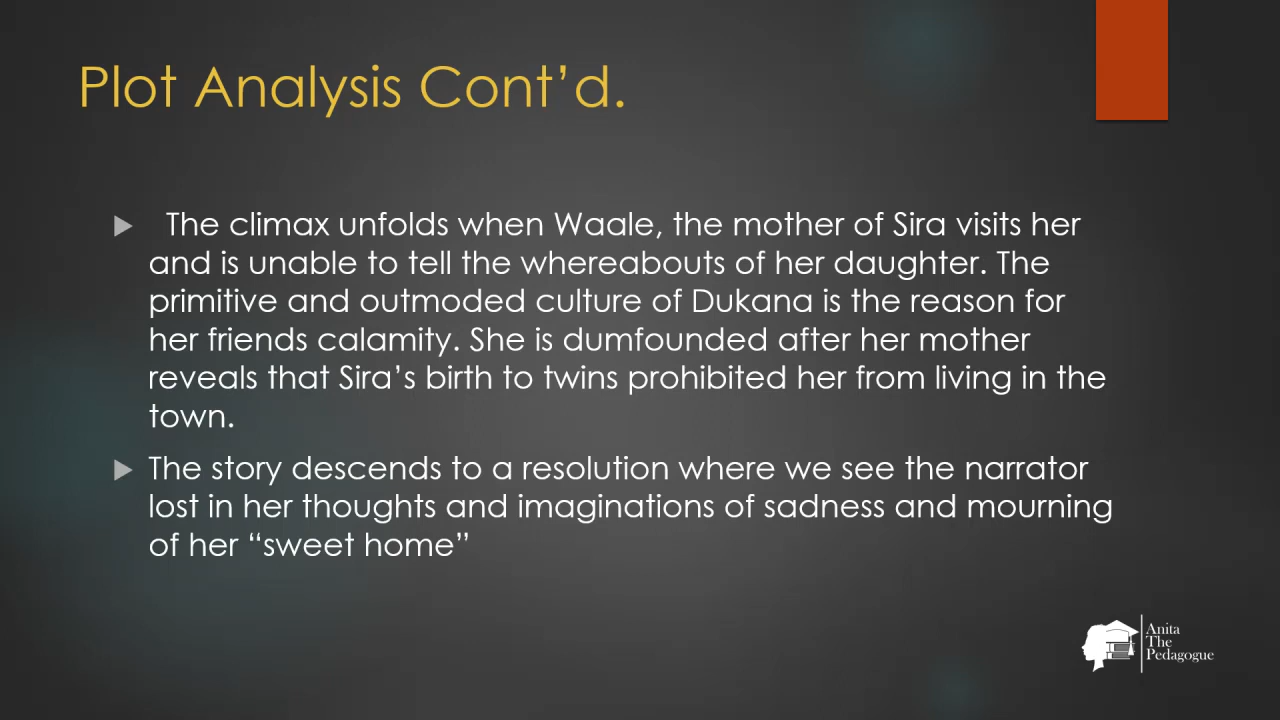 Plot Analysis Cont’d.
The climax unfolds when Waale, the mother of Sira visits her
and is unable to tell the whereabouts of her daughter. The
primitive and outmoded culture of Dukana is the reason for
her friends calamity. She is dumfounded after her mother
reveals that Sira’s birth to twins prohibited her from living in the
town.
The story descends to a resolution where we see the narrator
lost in her thoughts and imaginations of sadness and mourning
of her “sweet home”
Anita
The
Pedagogue